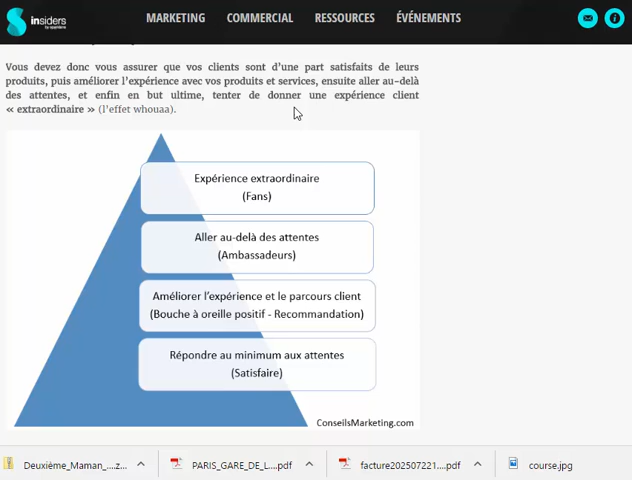 insiders
MARKETING COMMERCIAL RESSOURCES ÉVÉNEMENTS
Vous devez donc vous assurer que vos clients sont d'une part satisfaits de leurs
produits, puis améliorer l'expérience avec vos produits et services, ensuite aller au-delà
des attentes, et enfin en but ultime, tenter de donner une expérience client
« extraordinaire » (l'effet whouaa).
Expérience extraordinaire
(Fans)
Aller au-delà des attentes
(Ambassadeurs)
Améliorer l'expérience et le parcours client
(Bouche à oreille positif - Recommandation)
Répondre au minimum aux attentes
(Satisfaire)
ConseilsMarketing.com
Deuxième_Maman_....z... PARIS_GARE_DE_L....pdf facture202507221....pdf course.jpg